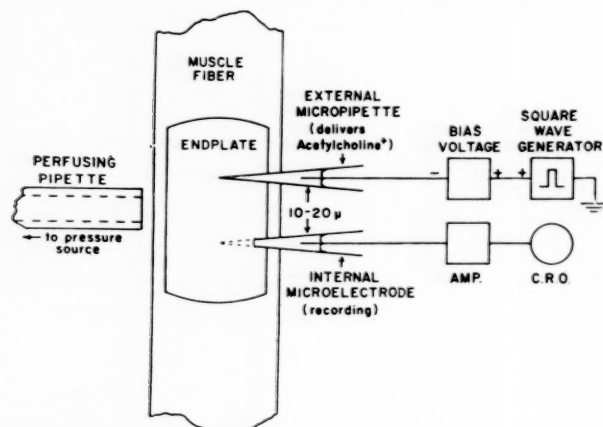 MUSCLE
FIBER
EXTERNAL
MICROPIPETTE
(delivers
Acetylcholine⁺)
BIAS
VOLTAGE
SQUARE
WAVE
GENERATOR
ENDPLATE
PERFUSING
PIPETTE
− + +
10-20 μ
← to pressure
source
INTERNAL
MICROELECTRODE
(recording)
AMP.
C.R.O.